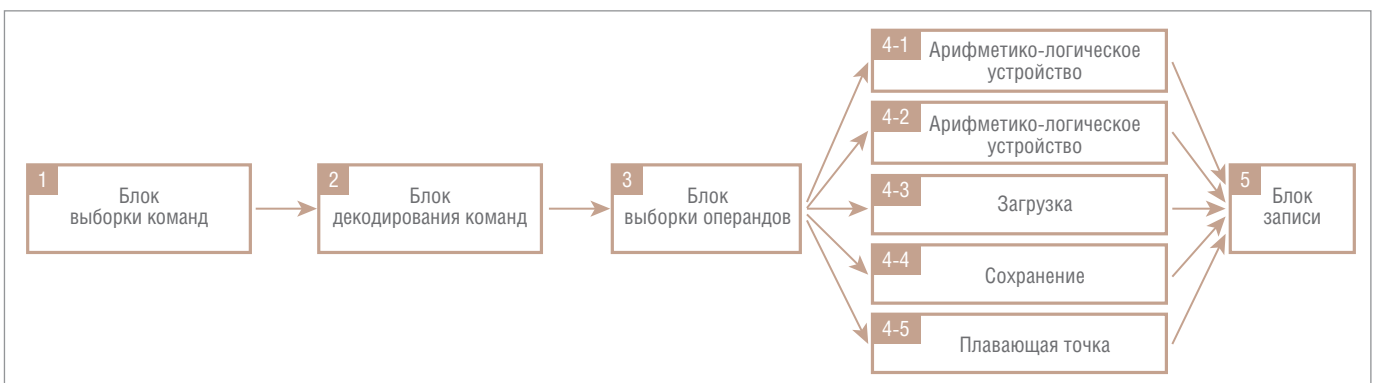 1
Блок
выборки команд
2
Блок
декодирования команд
3
Блок
выборки операндов
4-1
Арифметико-логическое
устройство
4-2
Арифметико-логическое
устройство
4-3
Загрузка
4-4
Сохранение
4-5
Плавающая точка
5
Блок
записи